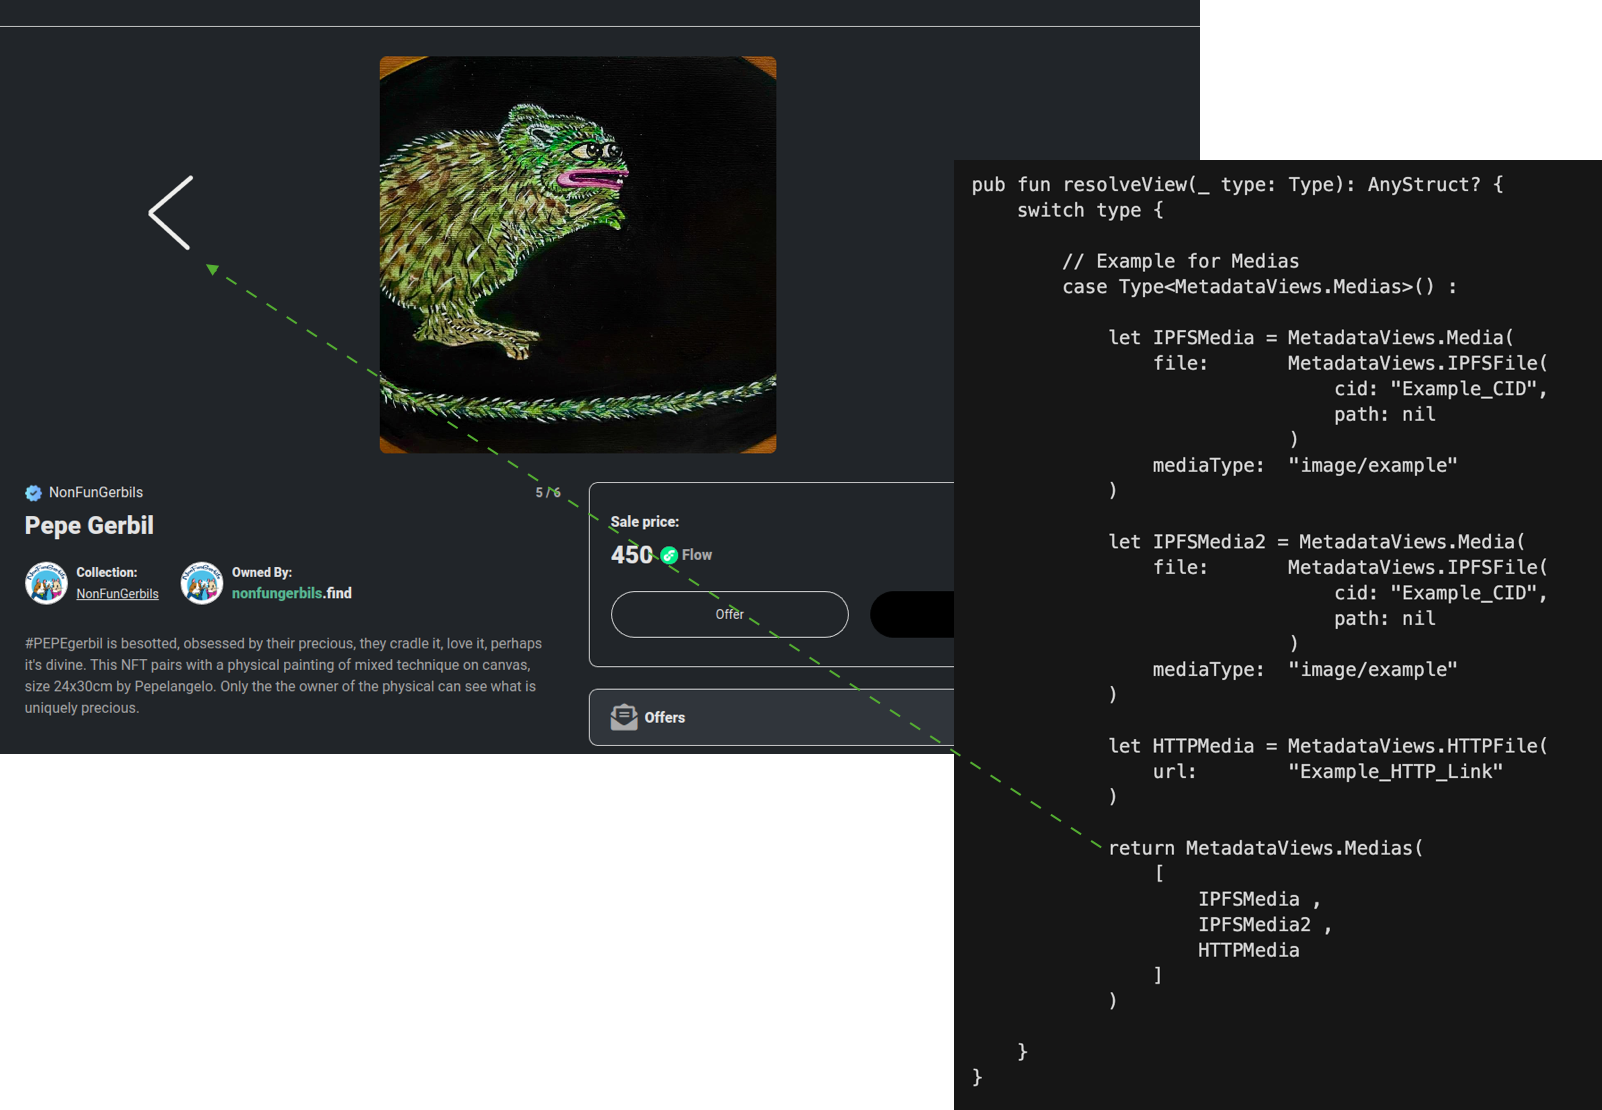 NonFunGerbils
5 / 6
Pepe Gerbil
Collection:
NonFunGerbils
Owned By:
nonfungerbils.find
#PEPEgerbil is besotted, obsessed by their precious, they cradle it, love it, perhaps
it's divine. This NFT pairs with a physical painting of mixed technique on canvas,
size 24x30cm by Pepelangelo. Only the the owner of the physical can see what is
uniquely precious.
Sale price:
450 Flow
Offer
Offers
pub fun resolveView(_ type: Type): AnyStruct? {
switch type {
// Example for Medias
case Type<MetadataViews.Medias>() :
let IPFSMedia = MetadataViews.Media(
file: MetadataViews.IPFSFile(
cid: "Example_CID",
path: nil
)
mediaType: "image/example"
)
let IPFSMedia2 = MetadataViews.Media(
file: MetadataViews.IPFSFile(
cid: "Example_CID",
path: nil
)
mediaType: "image/example"
)
let HTTPMedia = MetadataViews.HTTPFile(
url: "Example_HTTP_Link"
)
return MetadataViews.Medias(
[
IPFSMedia ,
IPFSMedia2 ,
HTTPMedia
]
)
}
}